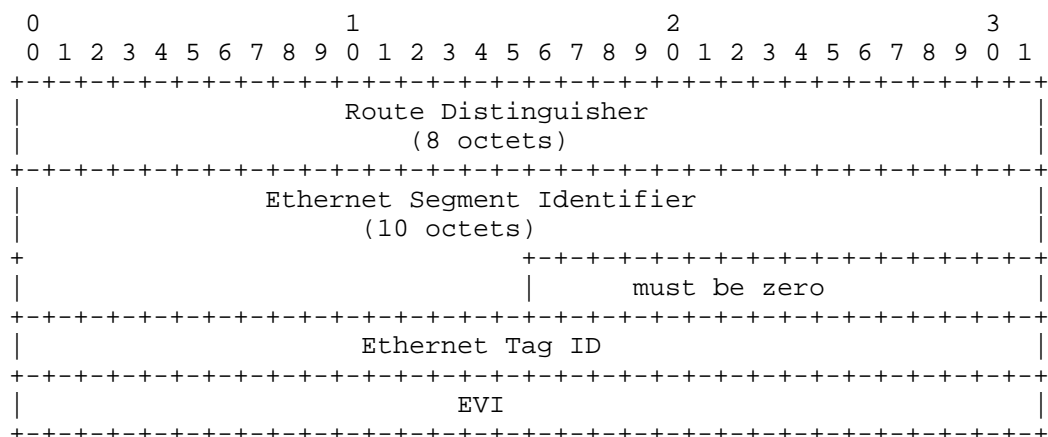 0                   1                   2                   3
 0 1 2 3 4 5 6 7 8 9 0 1 2 3 4 5 6 7 8 9 0 1 2 3 4 5 6 7 8 9 0 1
+-+-+-+-+-+-+-+-+-+-+-+-+-+-+-+-+-+-+-+-+-+-+-+-+-+-+-+-+-+-+-+-+
|                    Route Distinguisher                        |
|                        (8 octets)                             |
+-+-+-+-+-+-+-+-+-+-+-+-+-+-+-+-+-+-+-+-+-+-+-+-+-+-+-+-+-+-+-+-+
|               Ethernet Segment Identifier                     |
|                     (10 octets)                               |
+                               +-+-+-+-+-+-+-+-+-+-+-+-+-+-+-+-+
|                               |      must be zero             |
+-+-+-+-+-+-+-+-+-+-+-+-+-+-+-+-+-+-+-+-+-+-+-+-+-+-+-+-+-+-+-+-+
|                     Ethernet Tag ID                           |
+-+-+-+-+-+-+-+-+-+-+-+-+-+-+-+-+-+-+-+-+-+-+-+-+-+-+-+-+-+-+-+-+
|                           EVI                                 |
+-+-+-+-+-+-+-+-+-+-+-+-+-+-+-+-+-+-+-+-+-+-+-+-+-+-+-+-+-+-+-+-+